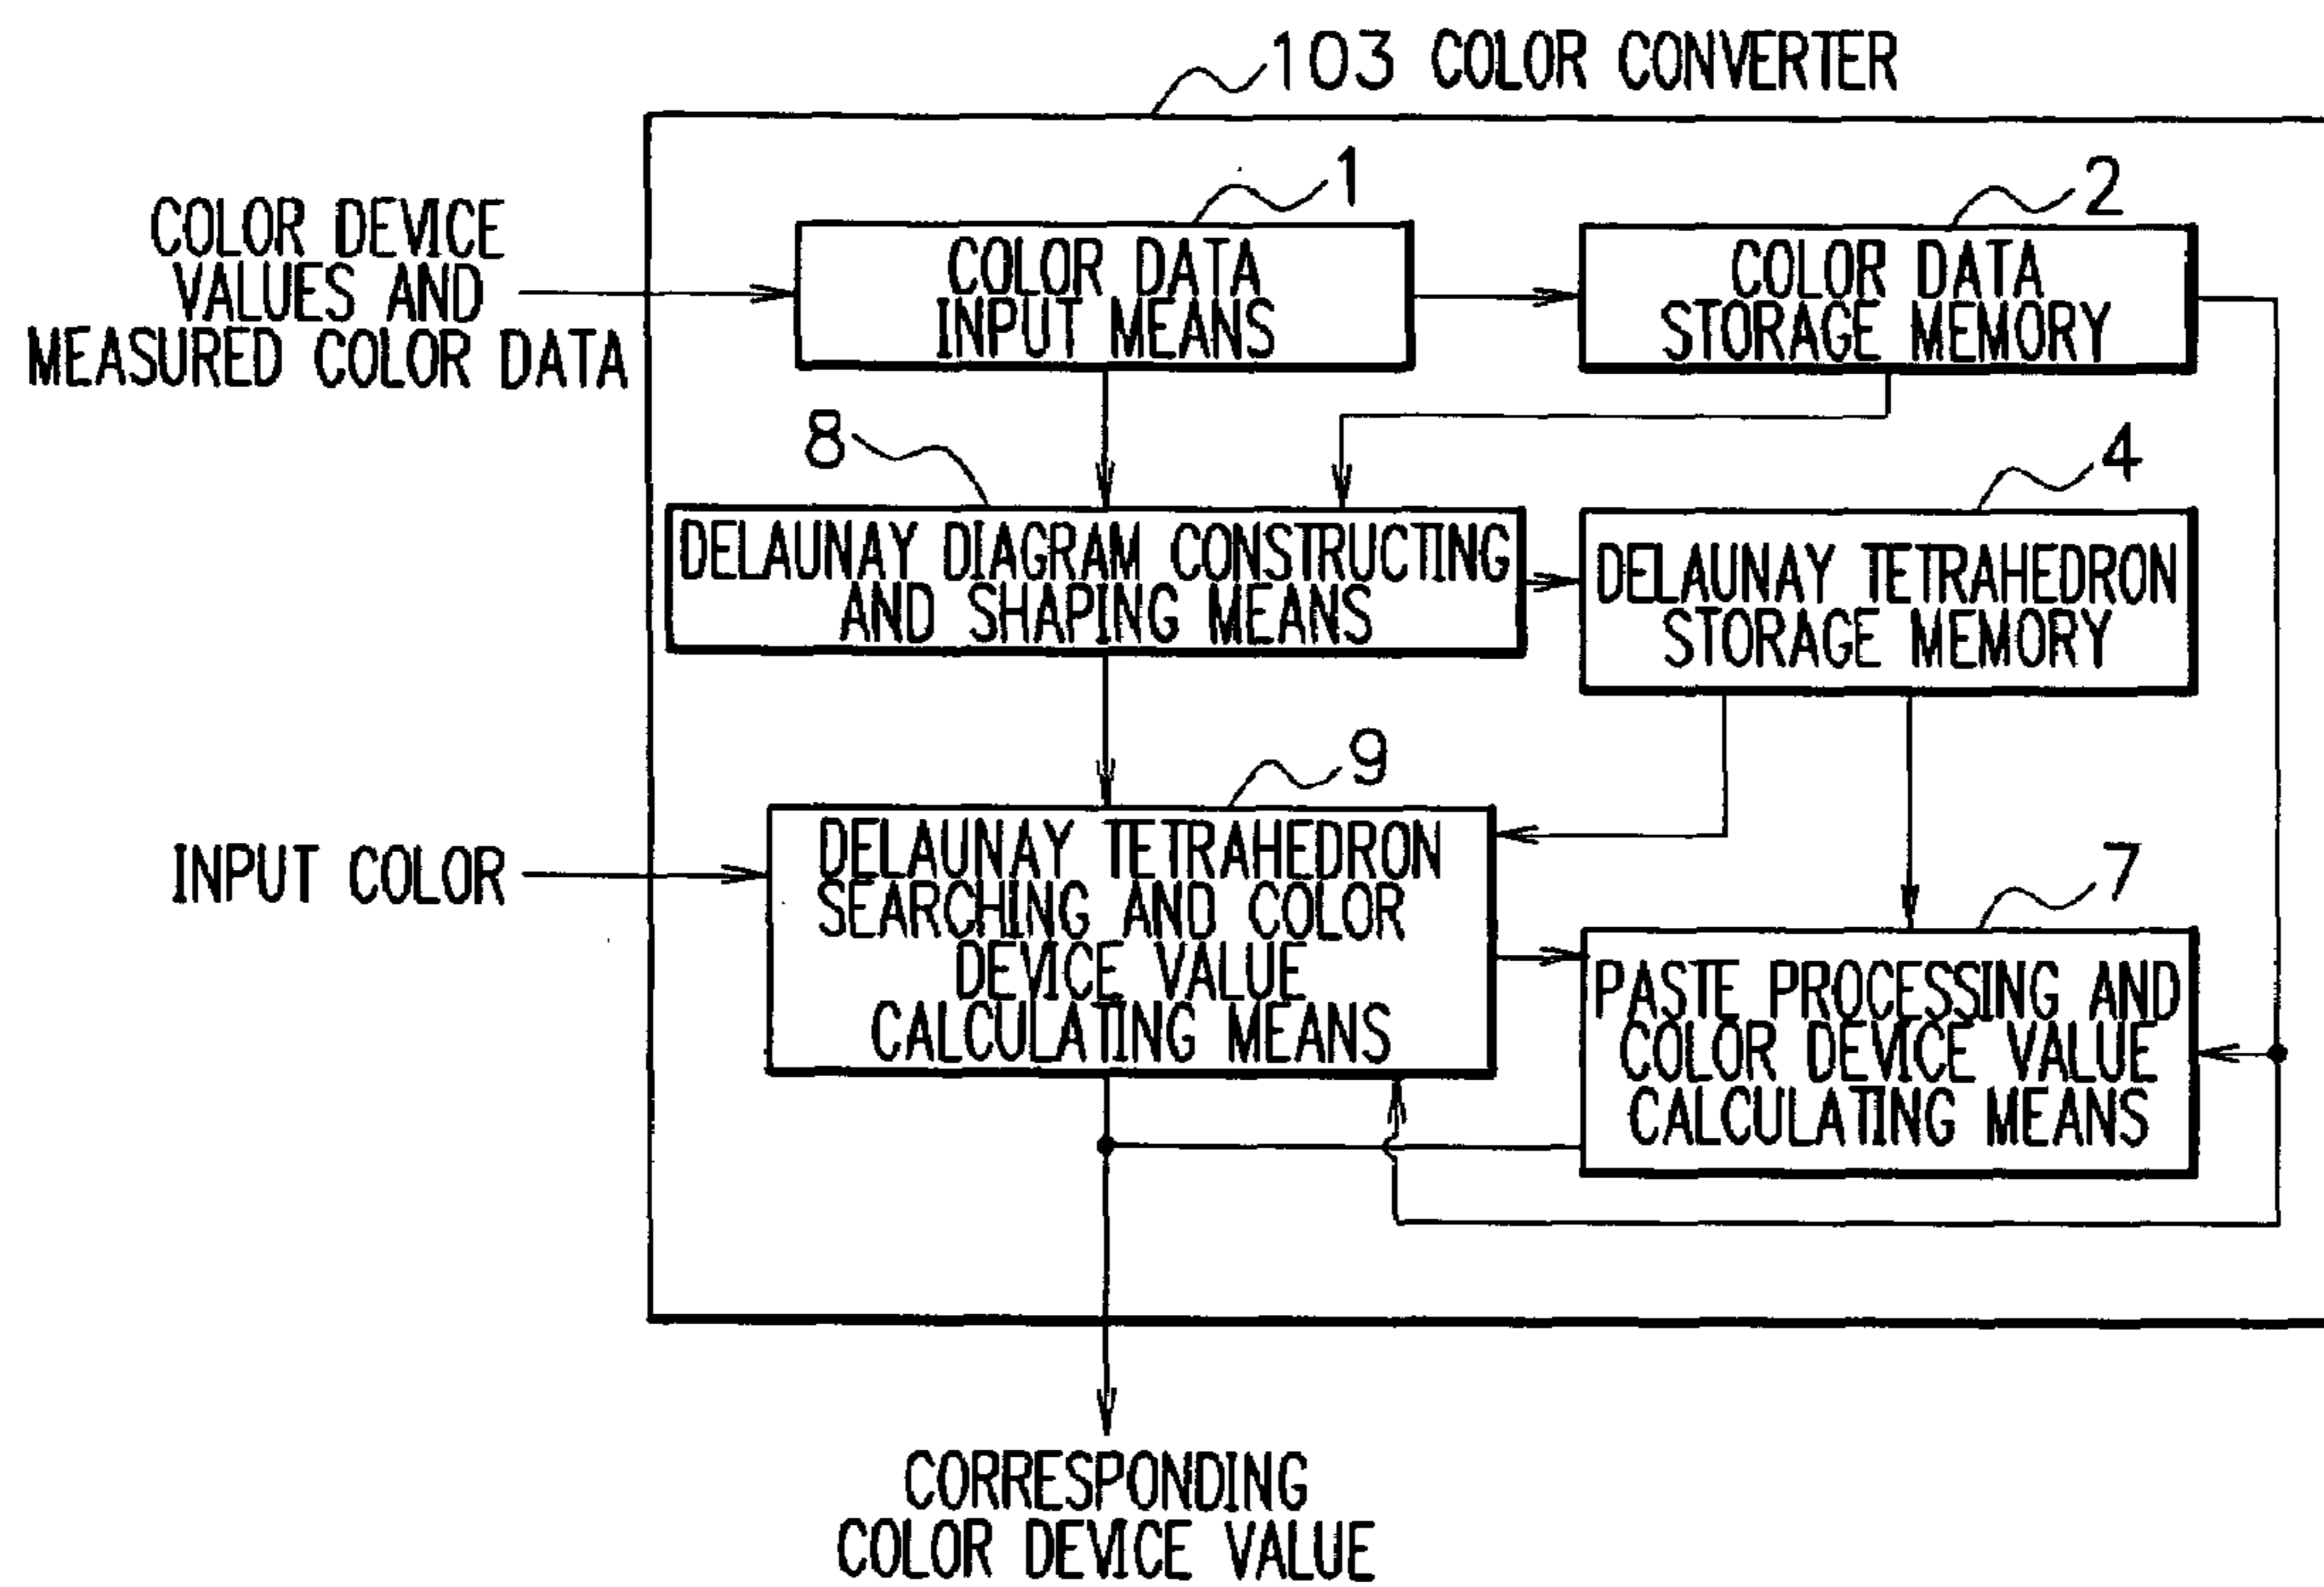 103 COLOR CONVERTER
COLOR DEVICE
VALUES AND
MEASURED COLOR DATA
1
COLOR DATA
INPUT MEANS
2
COLOR DATA
STORAGE MEMORY
8
DELAUNAY DIAGRAM CONSTRUCTING
AND SHAPING MEANS
4
DELAUNAY TETRAHEDRON
STORAGE MEMORY
INPUT COLOR
9
DELAUNAY TETRAHEDRON
SEARCHING AND COLOR
DEVICE VALUE
CALCULATING MEANS
7
PASTE PROCESSING AND
COLOR DEVICE VALUE
CALCULATING MEANS
CORRESPONDING
COLOR DEVICE VALUE